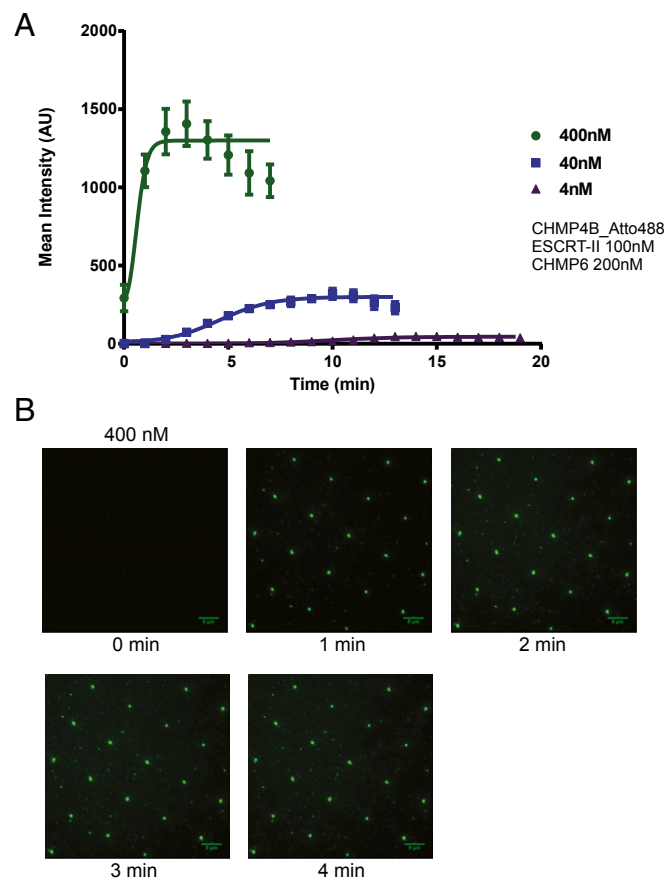 A
2000
1500
1000
500
0
Mean Intensity (AU)
0 5 10 15 20
Time (min)
400nM
40nM
4nM
CHMP4B_Atto488
ESCRT-II 100nM
CHMP6 200nM
B
400 nM
0 min
1 min
2 min
3 min
4 min